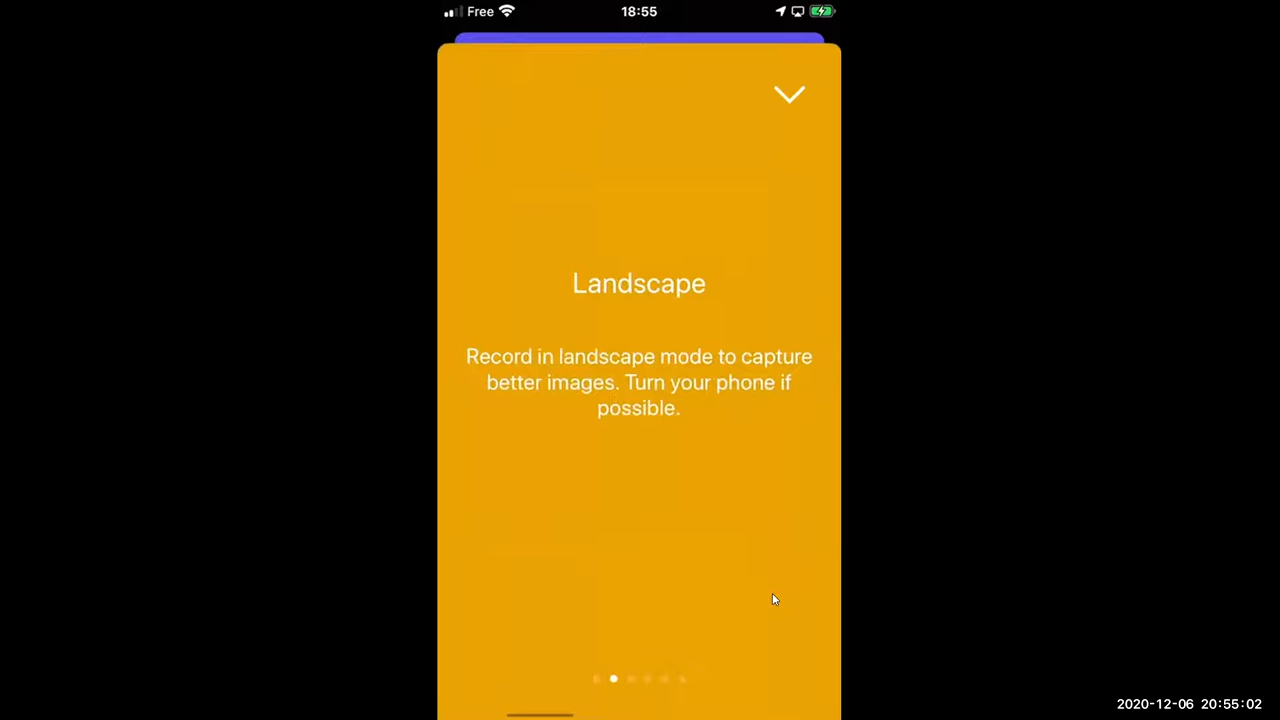 Free 18:55
Landscape
Record in landscape mode to capture
better images. Turn your phone if
possible.
2020-12-06 20:55:02